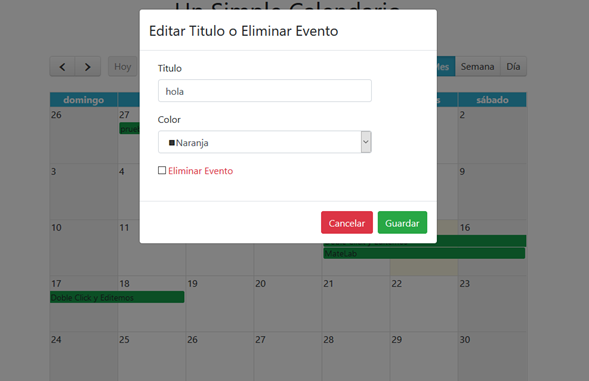 Un Simple Calendario
Editar Titulo o Eliminar Evento
Hoy
Mes Semana Día
Titulo
hola
Color
Naranja
Eliminar Evento
Cancelar Guardar
domingo sábado
26 27 2
3 4 9
10 11 16
MateLab
17 18 19 20 21 22 23
Doble Click y Editemos
24 25 26 27 28 29 30